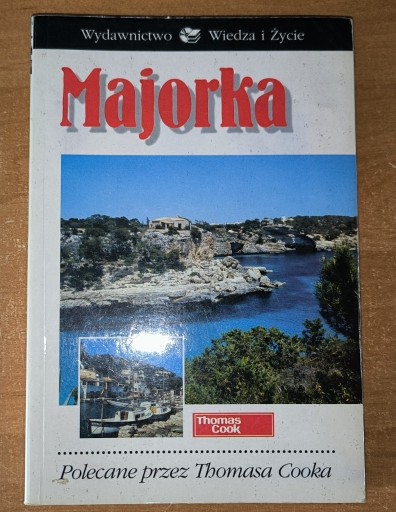 Wydawnictwo Wiedza i Życie
Majorka
Thomas
Cook
Polecane przez Thomasa Cooka